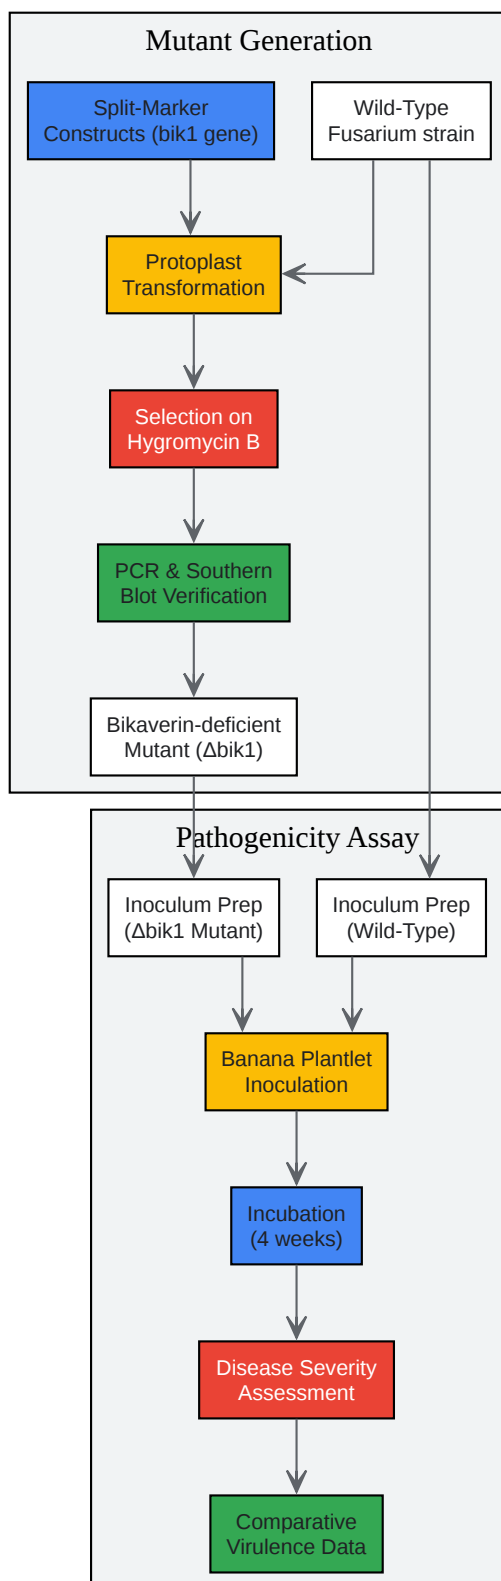 Mutant Generation
Split-Marker
Constructs (bik1 gene)
Wild-Type
Fusarium strain
Protoplast
Transformation
Selection on
Hygromycin B
PCR & Southern
Blot Verification
Bikaverin-deficient
Mutant (Δbik1)
Pathogenicity Assay
Inoculum Prep
(Δbik1 Mutant)
Inoculum Prep
(Wild-Type)
Banana Plantlet
Inoculation
Incubation
(4 weeks)
Disease Severity
Assessment
Comparative
Virulence Data